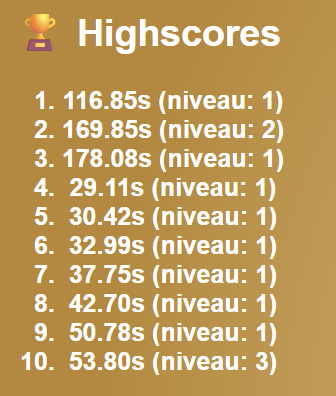 🏆 Highscores
1. 116.85s (niveau: 1)
2. 169.85s (niveau: 2)
3. 178.08s (niveau: 1)
4. 29.11s (niveau: 1)
5. 30.42s (niveau: 1)
6. 32.99s (niveau: 1)
7. 37.75s (niveau: 1)
8. 42.70s (niveau: 1)
9. 50.78s (niveau: 1)
10. 53.80s (niveau: 3)